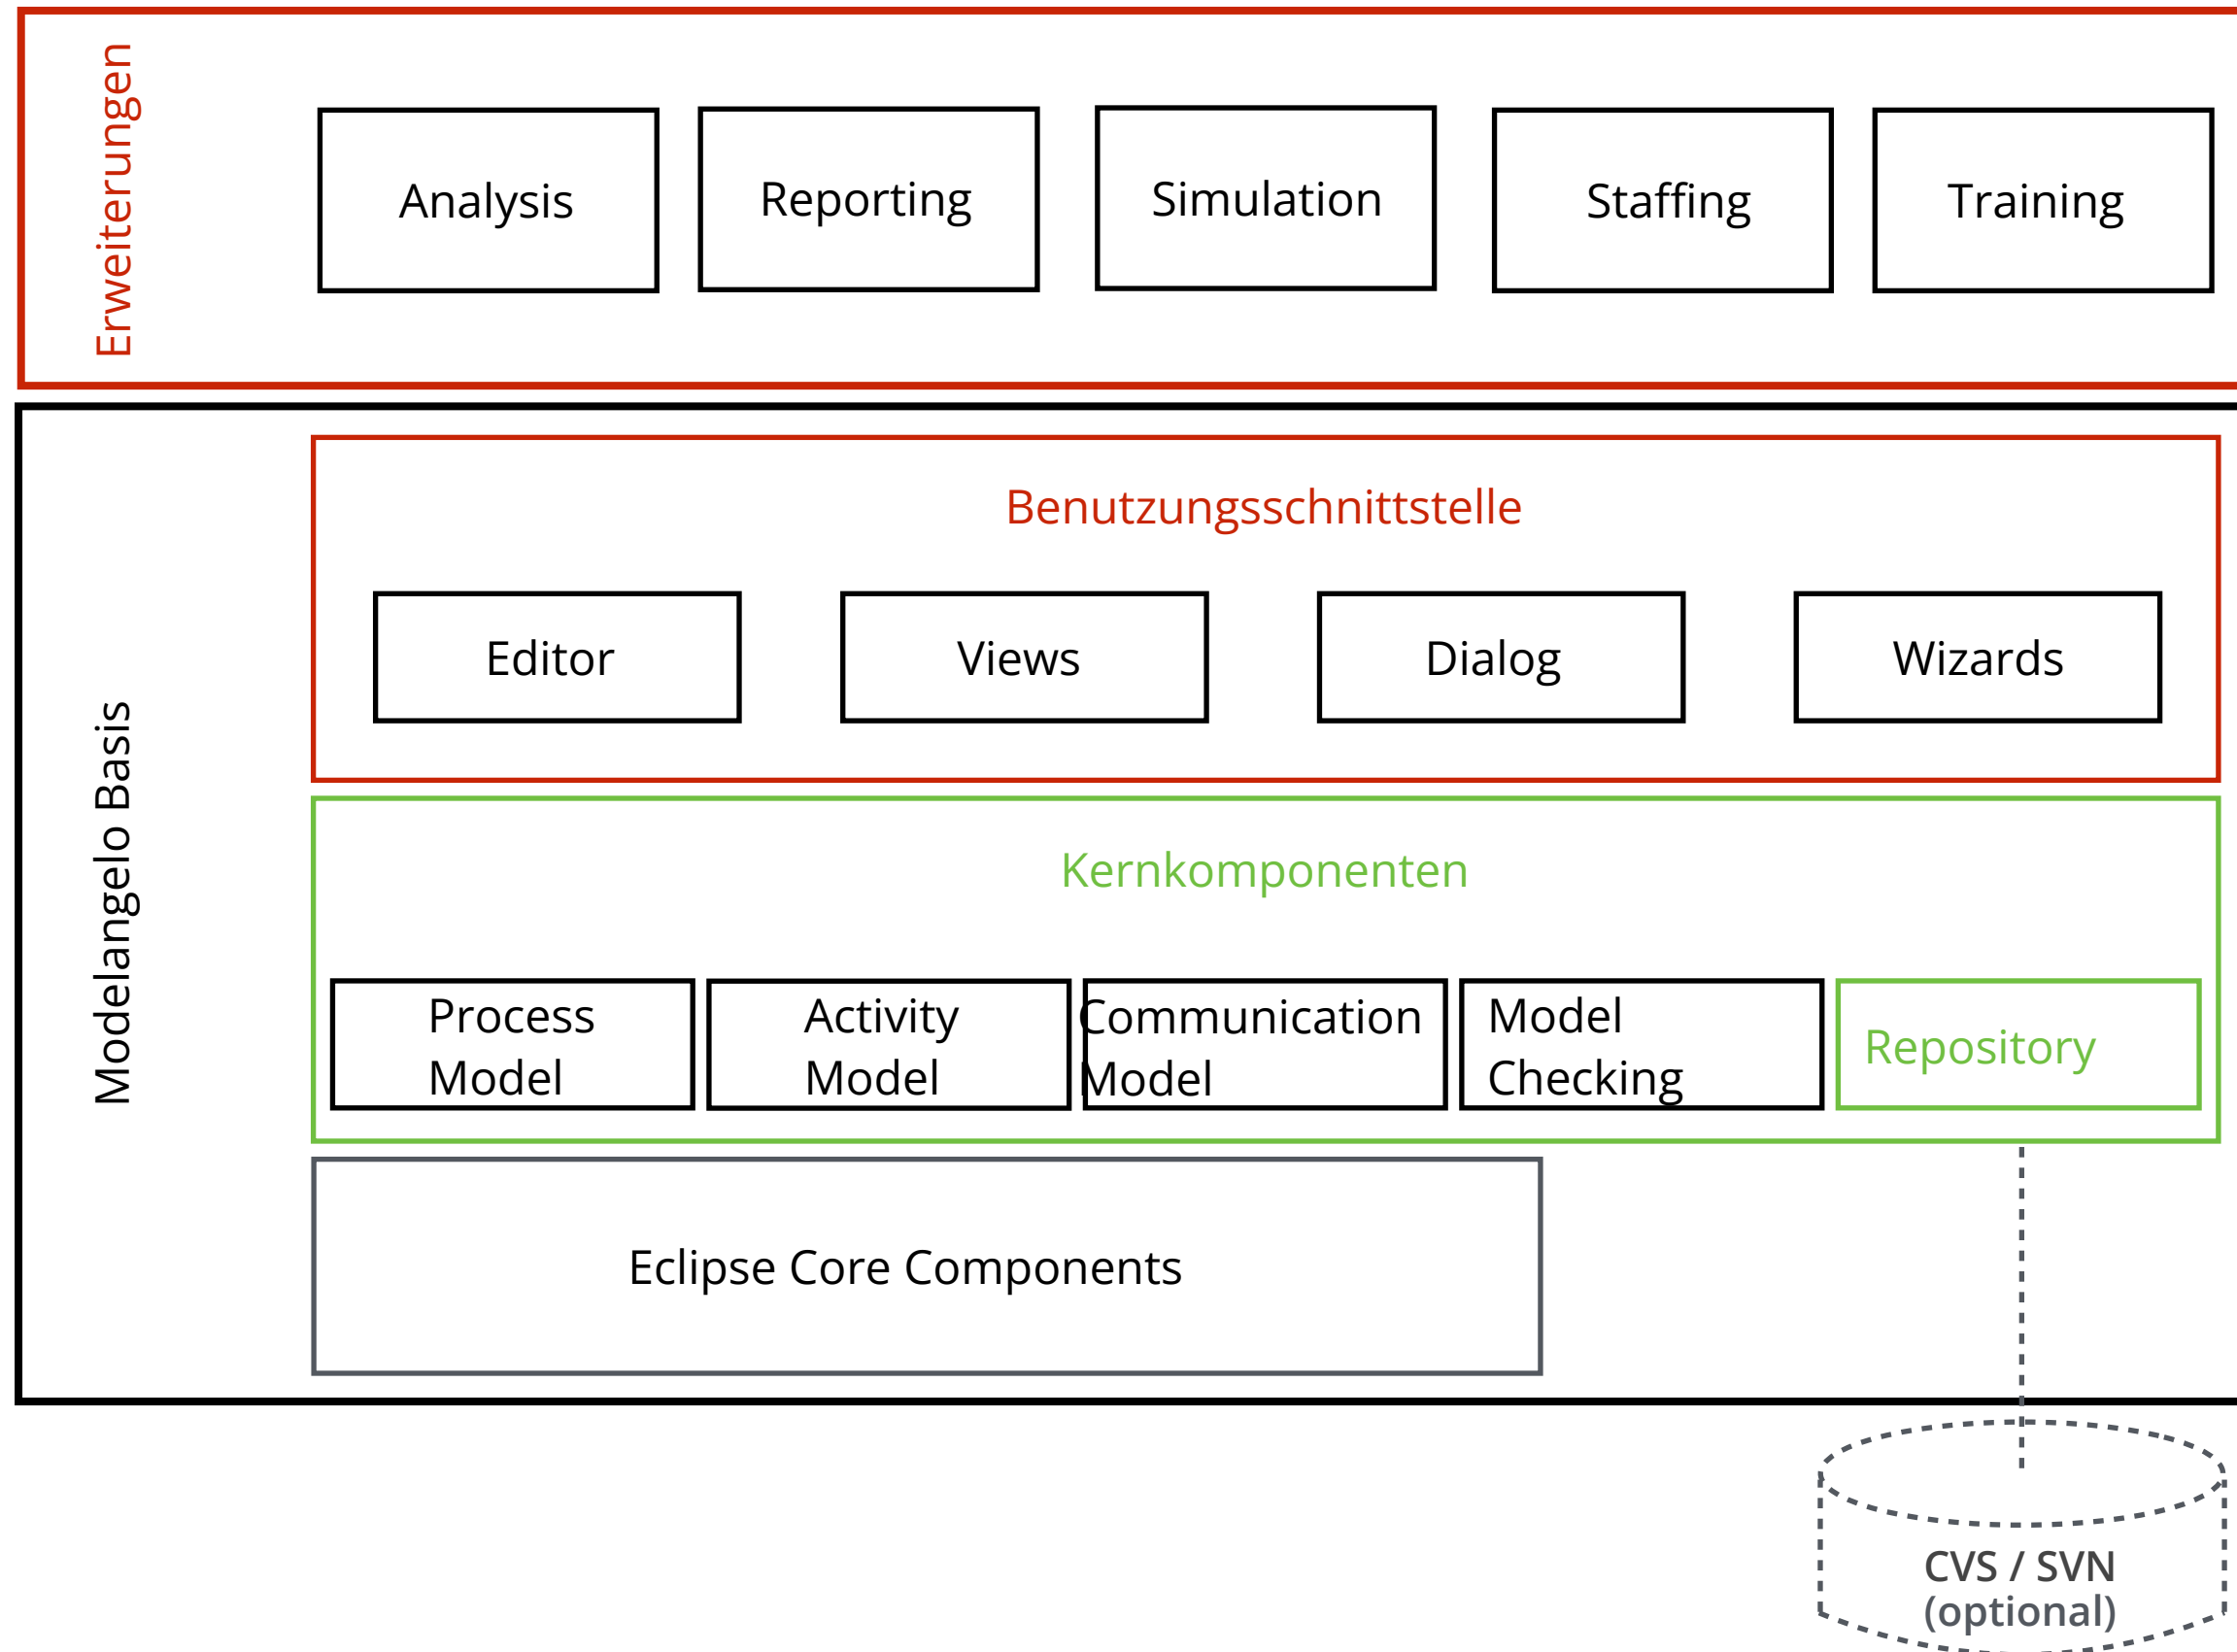 Erweiterungen
Analysis
Reporting
Simulation
Staffing
Training
Modelangelo Basis
Benutzungsschnittstelle
Editor
Views
Dialog
Wizards
Kernkomponenten
Process
Model
Activity
Model
Communication
Model
Model
Checking
Repository
Eclipse Core Components
CVS / SVN
(optional)